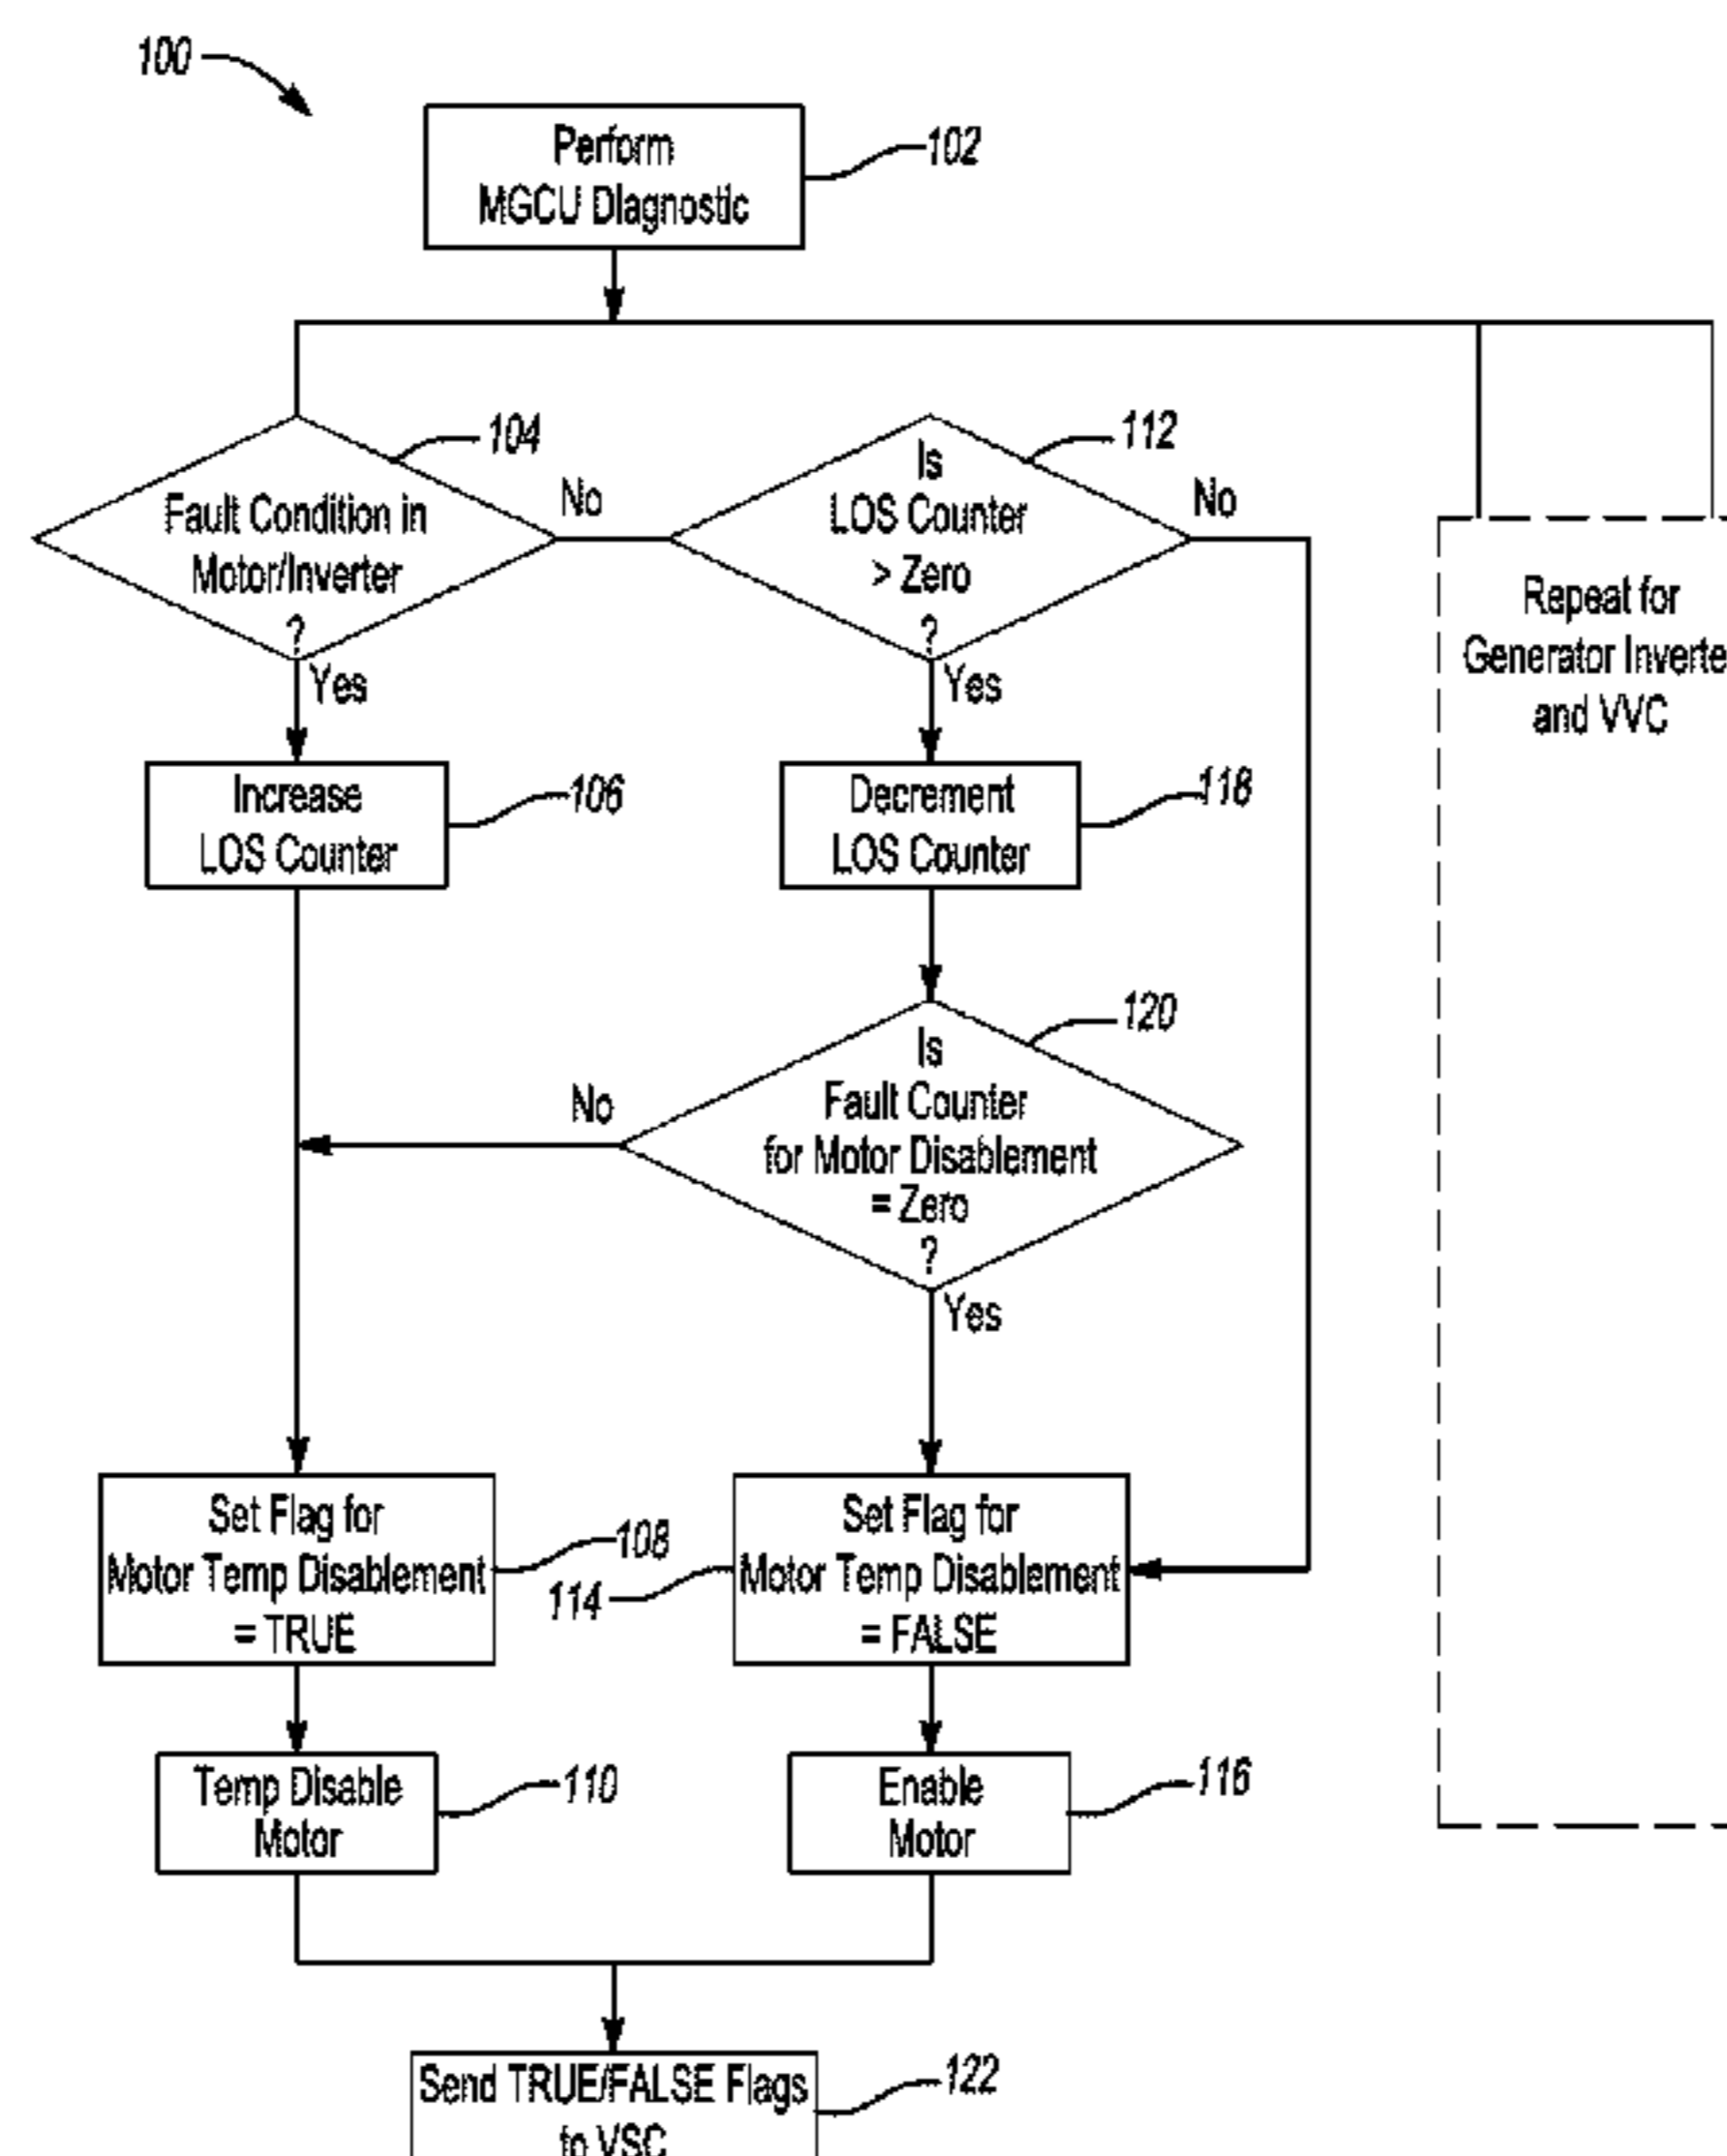 100
Perform
MGCU Diagnostic
102
104
Fault Condition in
Motor/Inverter
?
No
Yes
112
Is
LOS Counter
> Zero
?
No
Yes
Repeat for
Generator Inverte
and VVC
Increase
LOS Counter
106
Decrement
LOS Counter
118
120
Is
Fault Counter
for Motor Disablement
= Zero
?
No
Yes
Set Flag for
Motor Temp Disablement
= TRUE
108
114
Set Flag for
Motor Temp Disablement
= FALSE
Temp Disable
Motor
110
Enable
Motor
116
Send TRUE/FALSE Flags
to VSC
122